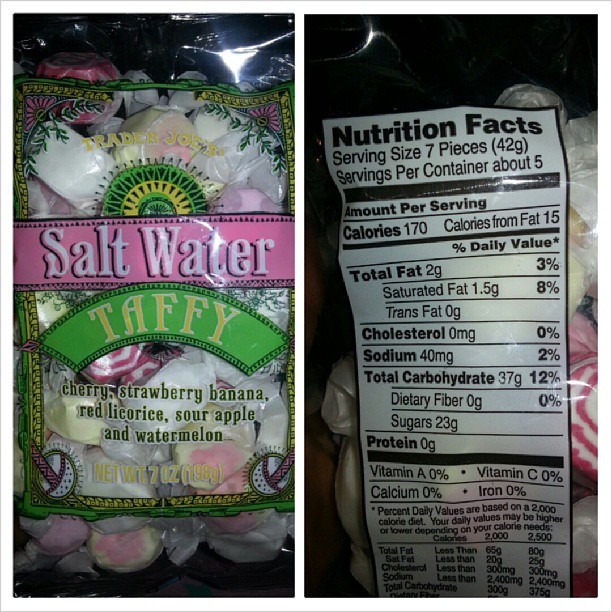 TRADER JOE'S
Salt Water
TAFFY
cherry, strawberry banana,
red licorice, sour apple
and watermelon
NET WT 7 OZ (198g)
Nutrition Facts
Serving Size 7 Pieces (42g)
Servings Per Container about 5
Amount Per Serving
Calories 170 Calories from Fat 15
% Daily Value*
Total Fat 2g 3%
Saturated Fat 1.5g 8%
Trans Fat 0g
Cholesterol 0mg 0%
Sodium 40mg 2%
Total Carbohydrate 37g 12%
Dietary Fiber 0g 0%
Sugars 23g
Protein 0g
Vitamin A 0% • Vitamin C 0%
Calcium 0% • Iron 0%
*Percent Daily Values are based on a 2,000
calorie diet. Your daily values may be higher
or lower depending on your calorie needs:
Calories 2,000 2,500
Total Fat Less Than 65g 80g
Sat Fat Less than 20g 25g
Cholesterol Less than 300mg 300mg
Sodium Less than 2,400mg 2,400mg
Total Carbohydrate 300g 375g
Dietary Fiber